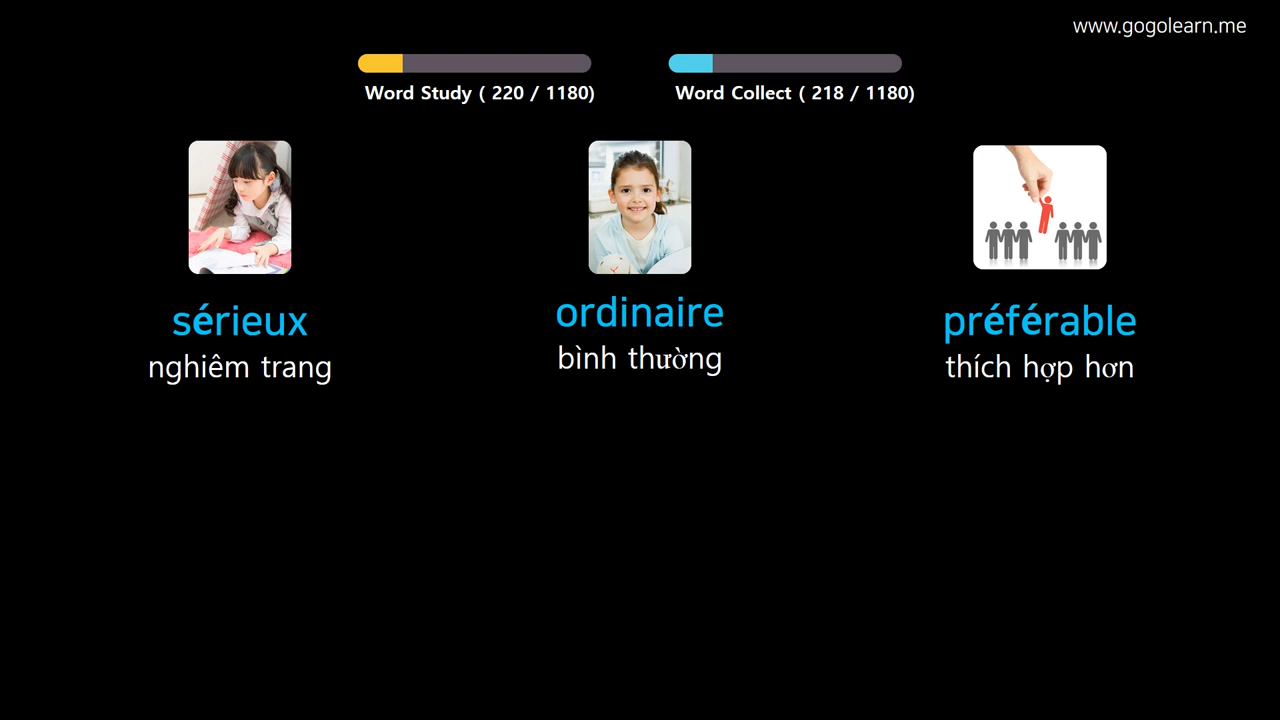 www.gogolearn.me
Word Study ( 220 / 1180)
Word Collect ( 218 / 1180)
sérieux
nghiêm trang
ordinaire
bình thường
préférable
thích hợp hơn